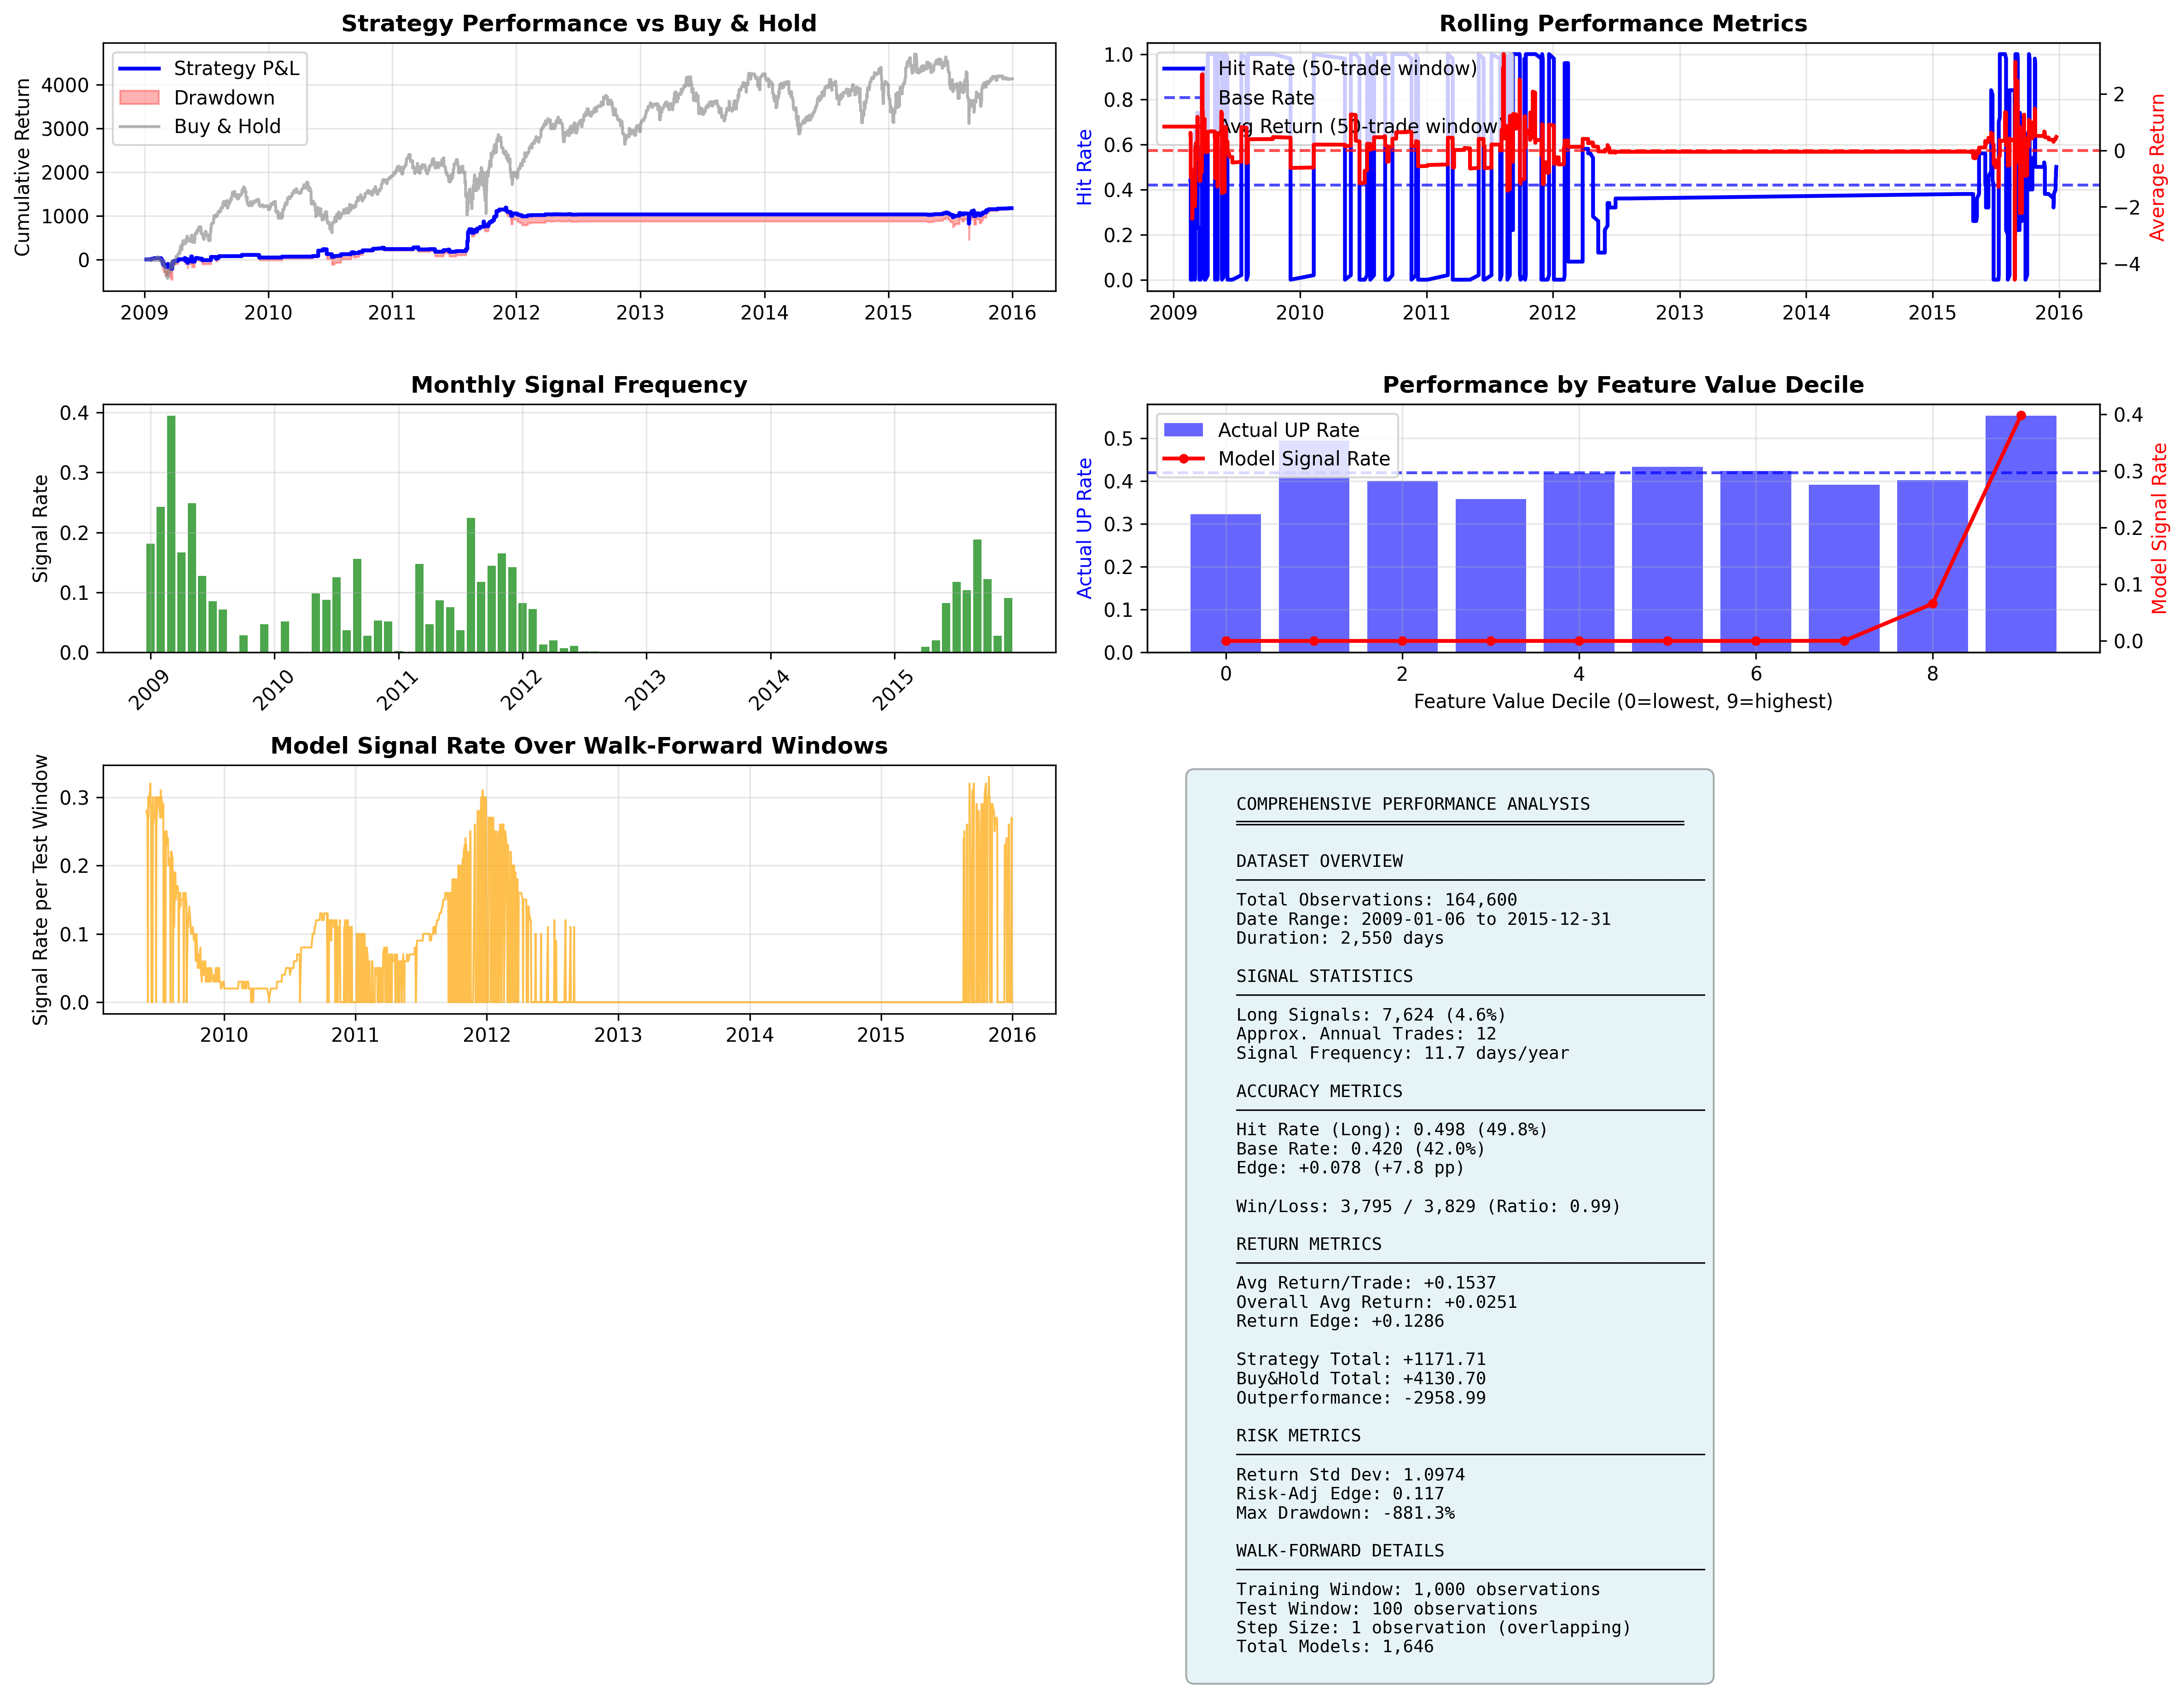 Strategy Performance vs Buy & Hold
Cumulative Return
4000
3000
2000
1000
0
Strategy P&L
Drawdown
Buy & Hold
2009 2010 2011 2012 2013 2014 2015 2016
Rolling Performance Metrics
Hit Rate
1.0
0.8
0.6
0.4
0.2
0.0
Hit Rate (50-trade window)
Base Rate
Avg Return (50-trade window)
2
0
−2
−4
Average Return
2009 2010 2011 2012 2013 2014 2015 2016
Monthly Signal Frequency
Signal Rate
0.4
0.3
0.2
0.1
0.0
2009 2010 2011 2012 2013 2014 2015
Performance by Feature Value Decile
Actual UP Rate
0.5
0.4
0.3
0.2
0.1
0.0
Actual UP Rate
Model Signal Rate
0.4
0.3
0.2
0.1
0.0
Model Signal Rate
0 2 4 6 8
Feature Value Decile (0=lowest, 9=highest)
Model Signal Rate Over Walk-Forward Windows
Signal Rate per Test Window
0.3
0.2
0.1
0.0
2010 2011 2012 2013 2014 2015 2016
COMPREHENSIVE PERFORMANCE ANALYSIS
DATASET OVERVIEW
Total Observations: 164,600
Date Range: 2009-01-06 to 2015-12-31
Duration: 2,550 days
SIGNAL STATISTICS
Long Signals: 7,624 (4.6%)
Approx. Annual Trades: 12
Signal Frequency: 11.7 days/year
ACCURACY METRICS
Hit Rate (Long): 0.498 (49.8%)
Base Rate: 0.420 (42.0%)
Edge: +0.078 (+7.8 pp)
Win/Loss: 3,795 / 3,829 (Ratio: 0.99)
RETURN METRICS
Avg Return/Trade: +0.1537
Overall Avg Return: +0.0251
Return Edge: +0.1286
Strategy Total: +1171.71
Buy&Hold Total: +4130.70
Outperformance: -2958.99
RISK METRICS
Return Std Dev: 1.0974
Risk-Adj Edge: 0.117
Max Drawdown: -881.3%
WALK-FORWARD DETAILS
Training Window: 1,000 observations
Test Window: 100 observations
Step Size: 1 observation (overlapping)
Total Models: 1,646